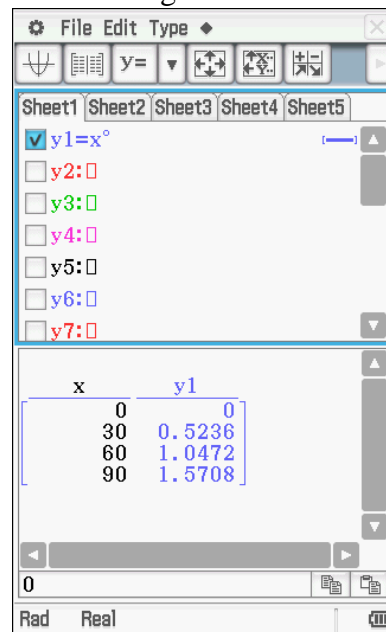 File Edit Type ◆
Y=
Sheet1 Sheet2 Sheet3 Sheet4 Sheet5
y1=x°
y2:□
y3:□
y4:□
y5:□
y6:□
y7:□
x y1
0 0
30 0.5236
60 1.0472
90 1.5708
0
Rad Real